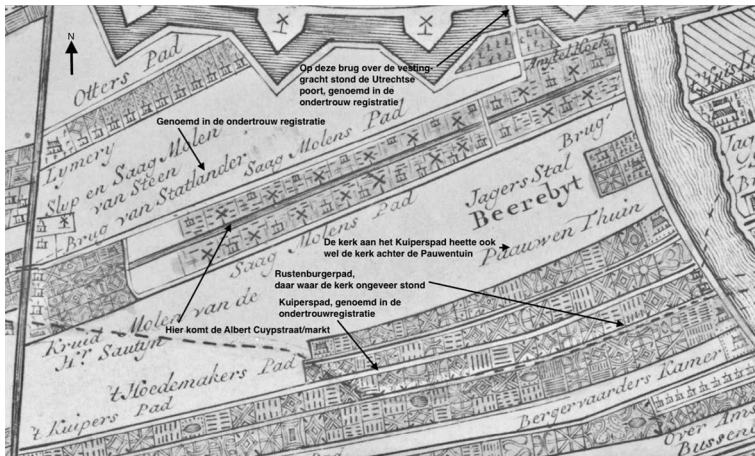 N
Otters Pad
Op deze brug over de vesting-
gracht stond de Utrechtse
poort, genoemd in de
ondertrouw registratie
Amstel Hoek
Genoemd in de ondertrouw registratie
Lymery
Slyp en Saag Molen
van Steen
Brug van Statlander
Saag Molens Pad
Saag Molens Pad
Jagers Stal
Brug
Beerebyt
De kerk aan het Kuiperspad heette ook
wel de kerk achter de Pauwentuin
Paauwen Thuin
Rustenburgerpad,
daar waar de kerk ongeveer stond
Kuiperspad, genoemd in de
ondertrouwregistratie
Hier komt de Albert Cuypstraat/markt
Kruid Molen van de
Hr. Sautyn
't Hoedemakers Pad
't Kuipers Pad
Bergervaarders Kamer
Over Ams
Bussen